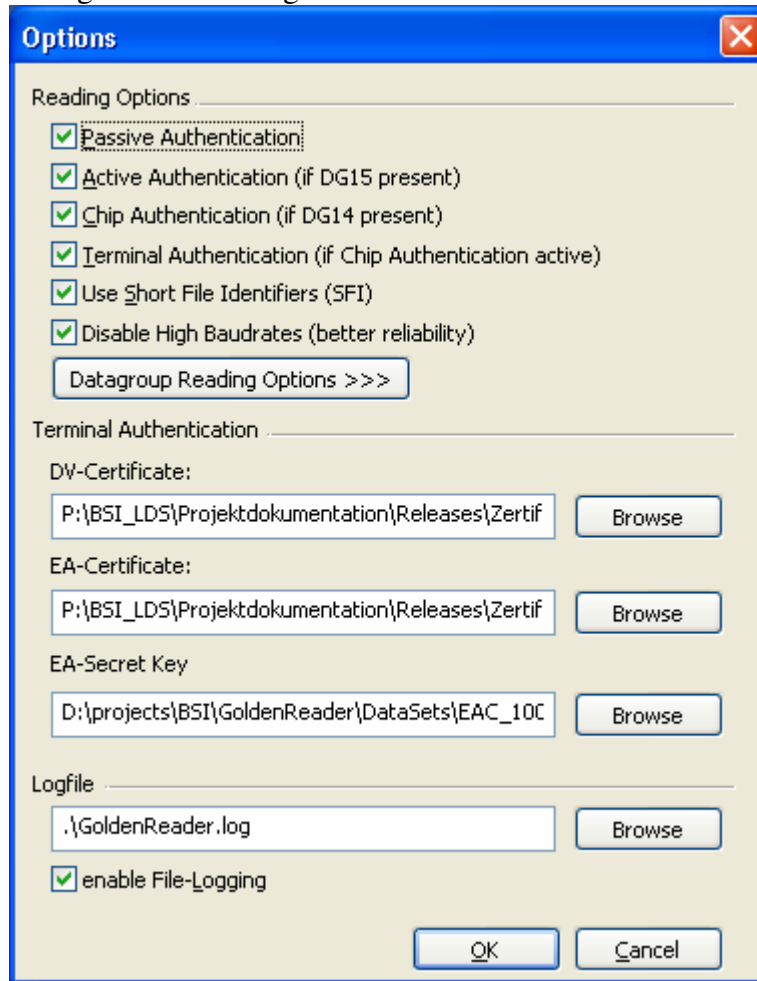 Options
Reading Options
Passive Authentication
Active Authentication (if DG15 present)
Chip Authentication (if DG14 present)
Terminal Authentication (if Chip Authentication active)
Use Short File Identifiers (SFI)
Disable High Baudrates (better reliability)
Datagroup Reading Options >>>
Terminal Authentication
DV-Certificate:
P:\BSI_LDS\Projektdokumentation\Releases\Zertif Browse
EA-Certificate:
P:\BSI_LDS\Projektdokumentation\Releases\Zertif Browse
EA-Secret Key
D:\projects\BSI\GoldenReader\DataSets\EAC_100 Browse
Logfile
.\GoldenReader.log Browse
enable File-Logging
OK Cancel